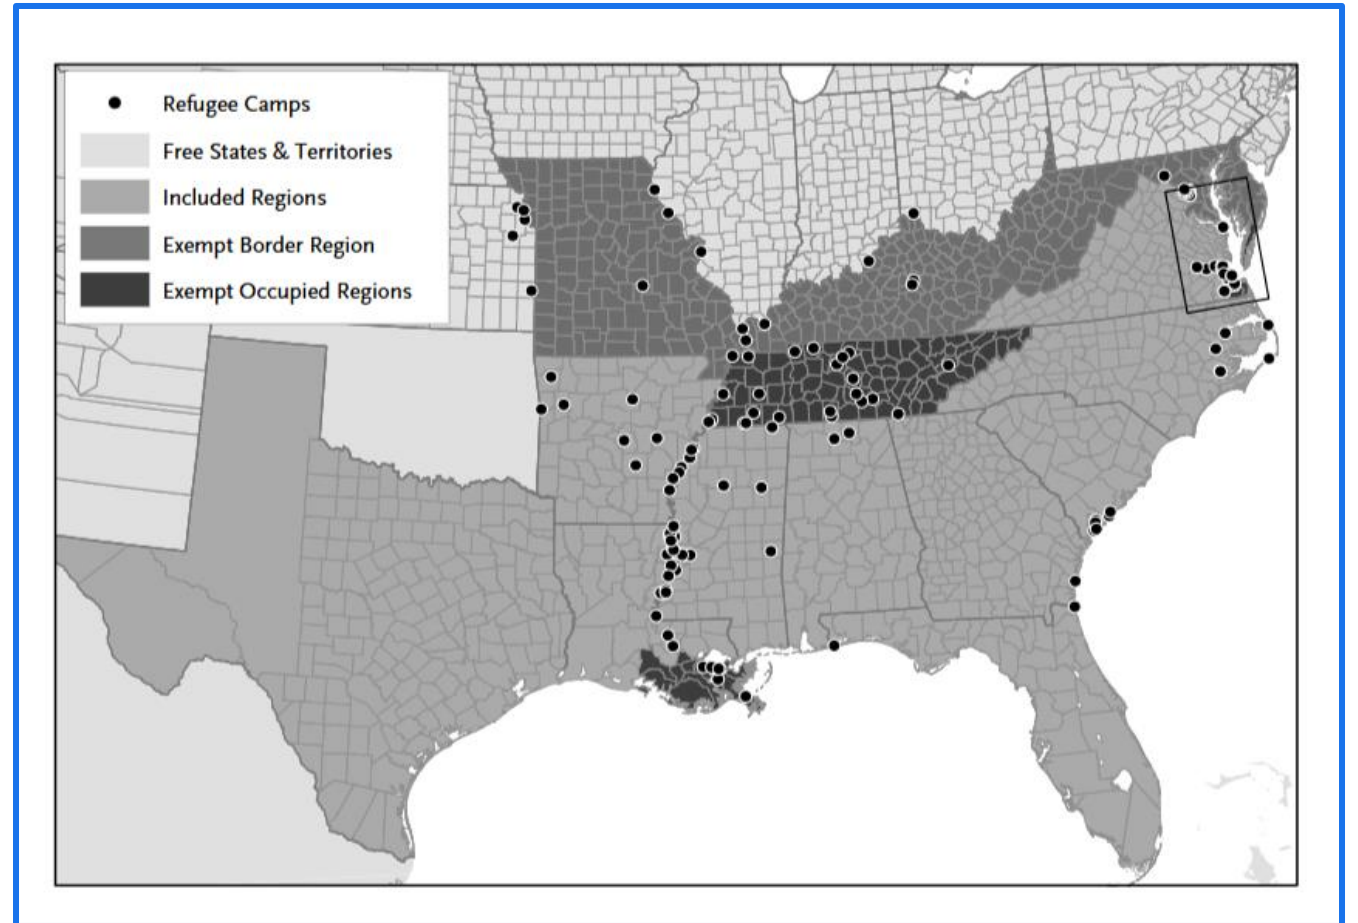 Refugee Camps
Free States & Territories
Included Regions
Exempt Border Region
Exempt Occupied Regions